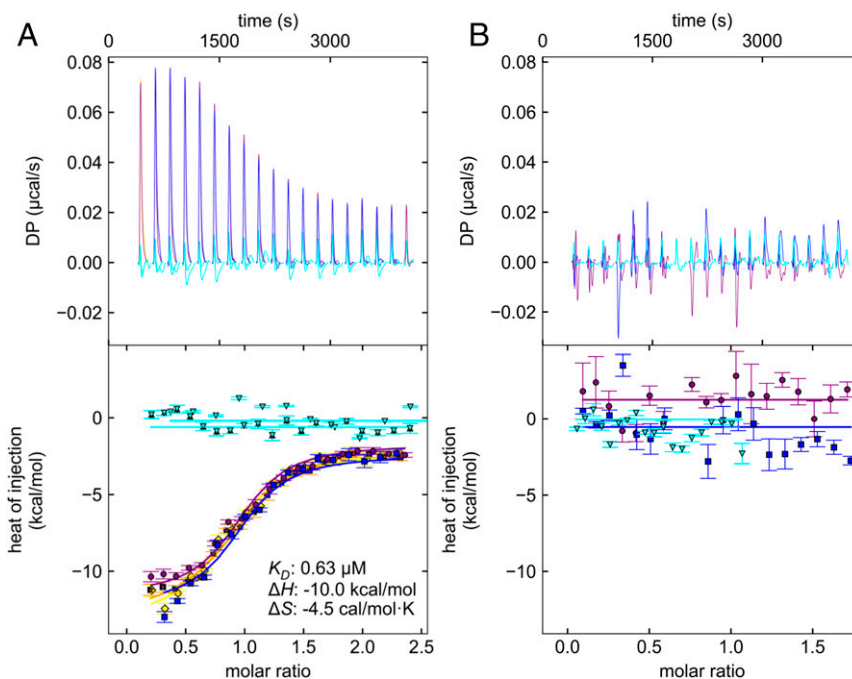 A
time (s)
0 1500 3000
DP (µcal/s)
0.08
0.06
0.04
0.02
0.00
−0.02
heat of injection
(kcal/mol)
0
−5
−10
K_D: 0.63 µM
ΔH: -10.0 kcal/mol
ΔS: -4.5 cal/mol·K
0.0 0.5 1.0 1.5 2.0 2.5
molar ratio
B
time (s)
0 1500 3000
DP (µcal/s)
0.08
0.06
0.04
0.02
0.00
−0.02
heat of injection
(kcal/mol)
0
−5
−10
0.0 0.5 1.0 1.5
molar ratio